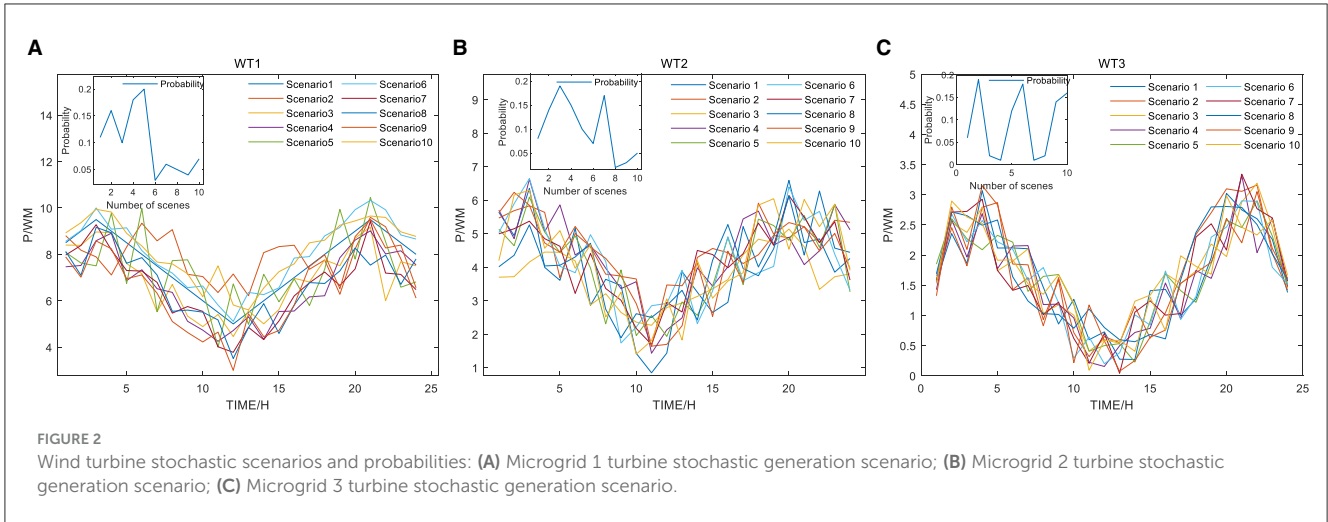 A
WT1
14
12
10
8
6
4
P/WM
5
10
15
20
25
TIME/H
Probability
0.2
0.15
0.1
0.05
Probability
2
4
6
8
10
Number of scenes
Scenario1
Scenario2
Scenario3
Scenario4
Scenario5
Scenario6
Scenario7
Scenario8
Scenario9
Scenario10
B
WT2
9
8
7
6
5
4
3
2
1
P/WM
5
10
15
20
TIME/H
Probability
0.2
0.15
0.1
0.05
Probability
2
4
6
8
10
Number of scenes
Scenario 1
Scenario 2
Scenario 3
Scenario 4
Scenario 5
Scenario 6
Scenario 7
Scenario 8
Scenario 9
Scenario 10
C
WT3
5
4.5
4
3.5
3
2.5
2
1.5
1
0.5
0
P/WM
0
5
10
15
20
25
TIME/H
Probability
0.2
0.15
0.1
0.05
0
Probability
0
5
10
Number of scenes
Scenario 1
Scenario 2
Scenario 3
Scenario 4
Scenario 5
Scenario 6
Scenario 7
Scenario 8
Scenario 9
Scenario 10
FIGURE 2
Wind turbine stochastic scenarios and probabilities: (A) Microgrid 1 turbine stochastic generation scenario; (B) Microgrid 2 turbine stochastic
generation scenario; (C) Microgrid 3 turbine stochastic generation scenario.